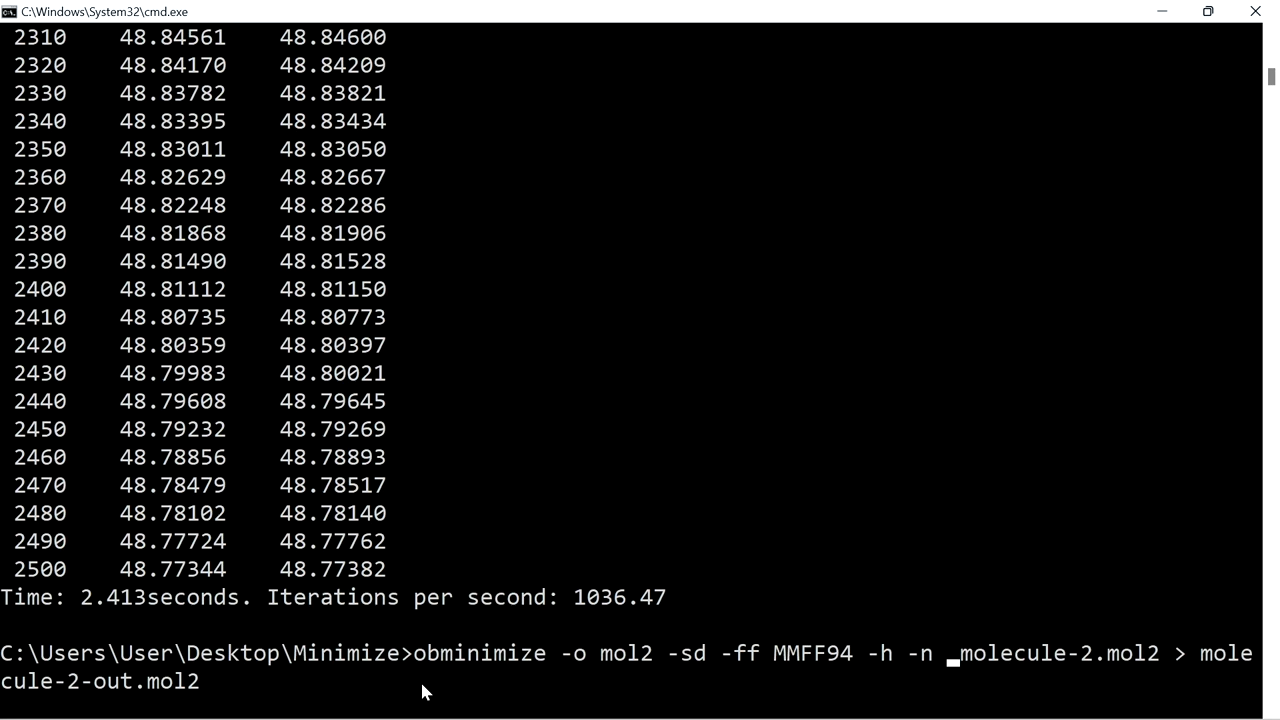 C:\Windows\System32\cmd.exe
2310 48.84561 48.84600
2320 48.84170 48.84209
2330 48.83782 48.83821
2340 48.83395 48.83434
2350 48.83011 48.83050
2360 48.82629 48.82667
2370 48.82248 48.82286
2380 48.81868 48.81906
2390 48.81490 48.81528
2400 48.81112 48.81150
2410 48.80735 48.80773
2420 48.80359 48.80397
2430 48.79983 48.80021
2440 48.79608 48.79645
2450 48.79232 48.79269
2460 48.78856 48.78893
2470 48.78479 48.78517
2480 48.78102 48.78140
2490 48.77724 48.77762
2500 48.77344 48.77382
Time: 2.413seconds. Iterations per second: 1036.47
C:\Users\User\Desktop\Minimize>obminimize -o mol2 -sd -ff MMFF94 -h -n molecule-2.mol2 > mole
cule-2-out.mol2